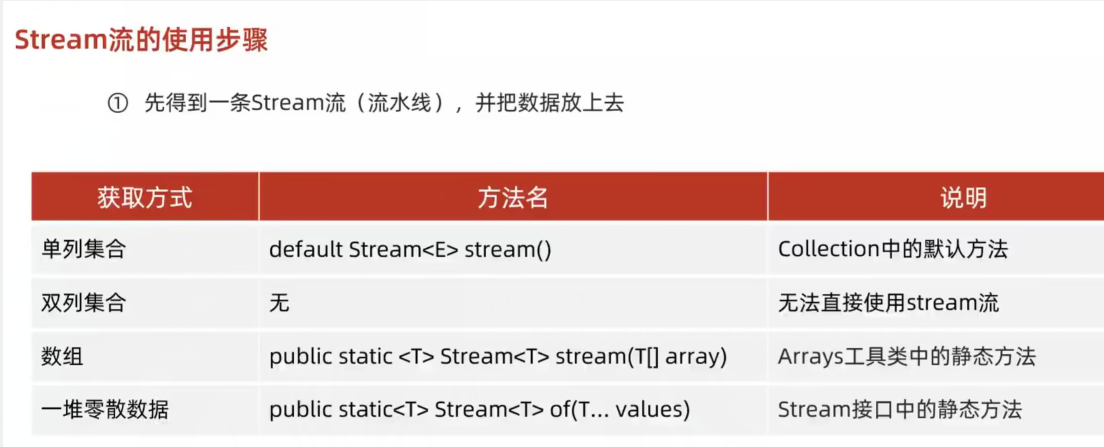 Stream流的使用步骤
① 先得到一条Stream流（流水线），并把数据放上去
获取方式 方法名 说明
单列集合 default Stream<E> stream() Collection中的默认方法
双列集合 无 无法直接使用stream流
数组 public static <T> Stream<T> stream(T[] array) Arrays工具类中的静态方法
一堆零散数据 public static<T> Stream<T> of(T... values) Stream接口中的静态方法